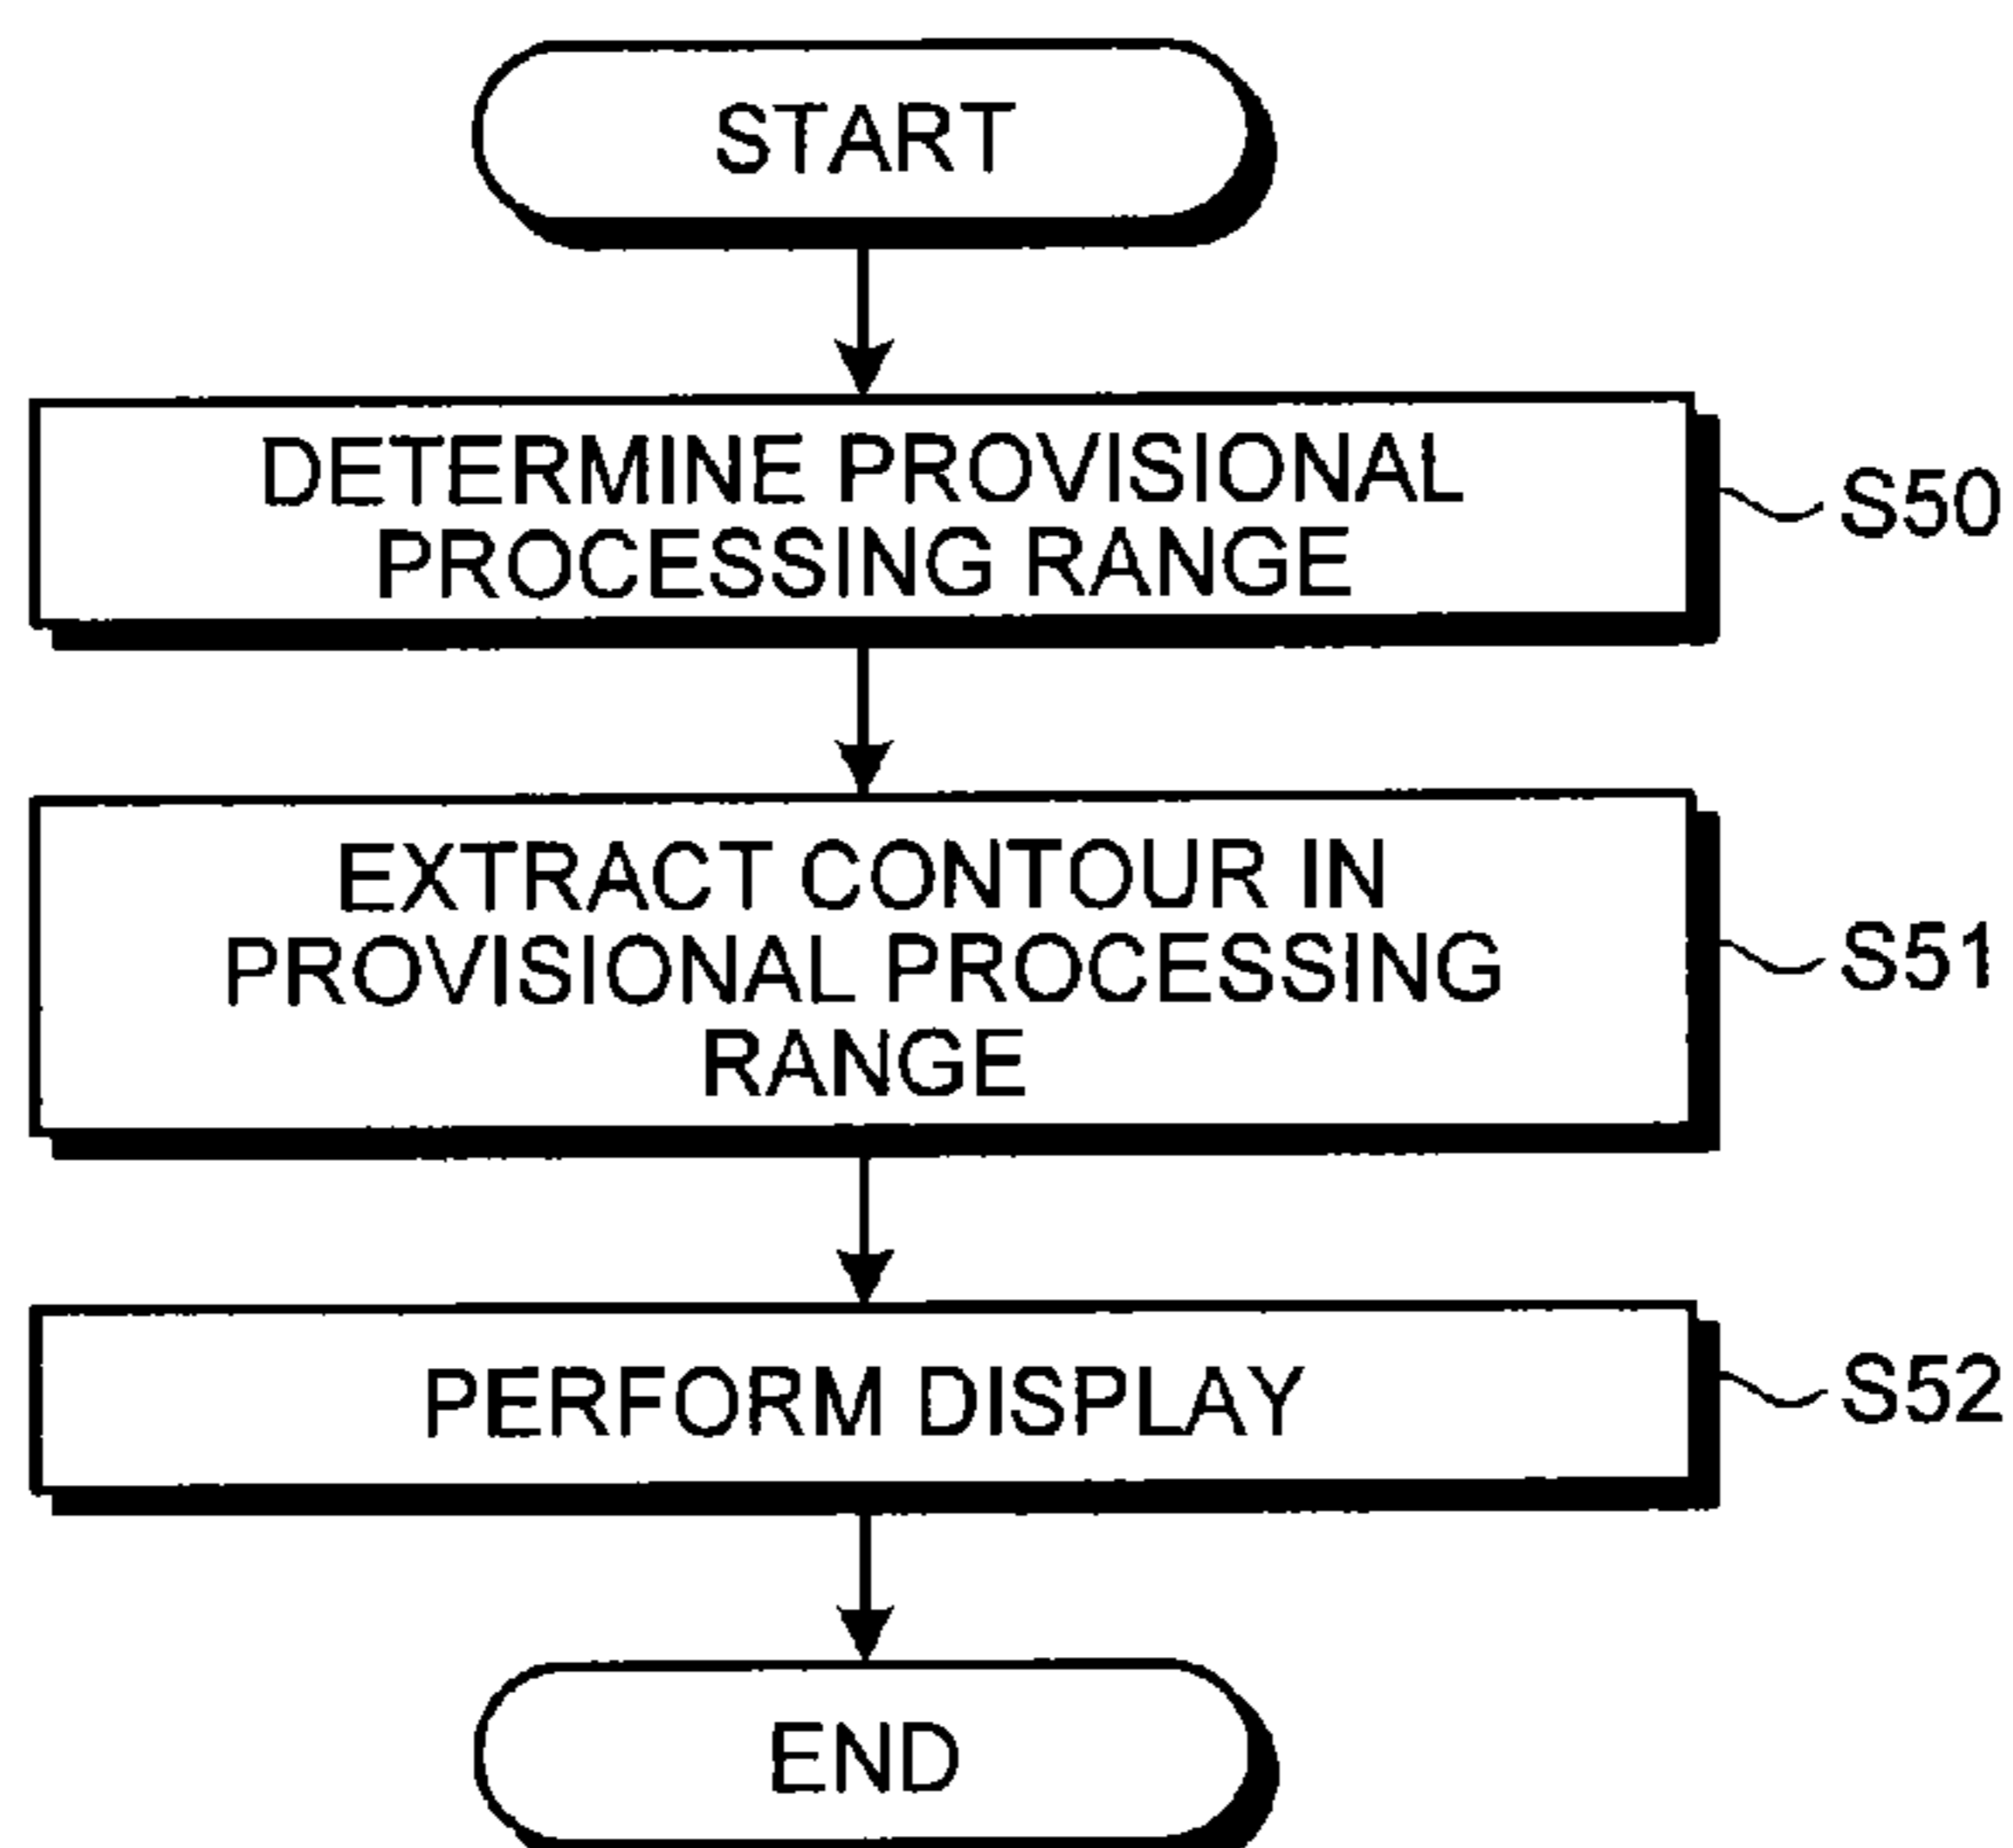 START
DETERMINE PROVISIONAL
PROCESSING RANGE
S50
EXTRACT CONTOUR IN
PROVISIONAL PROCESSING
RANGE
S51
PERFORM DISPLAY
S52
END